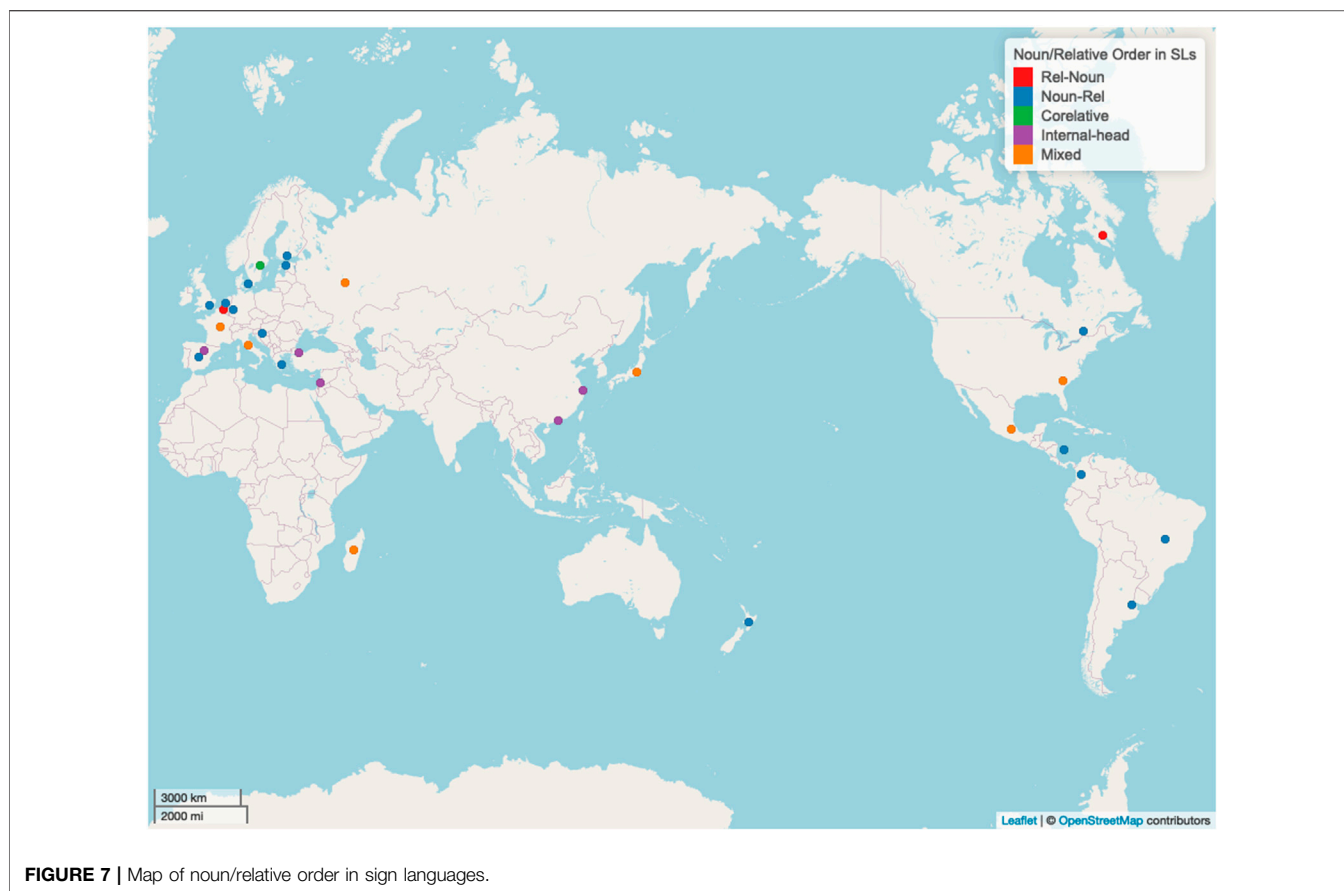 Noun/Relative Order in SLs
Rel-Noun
Noun-Rel
Corelative
Internal-head
Mixed
3000 km
2000 mi
Leaflet | © OpenStreetMap contributors
FIGURE 7 | Map of noun/relative order in sign languages.